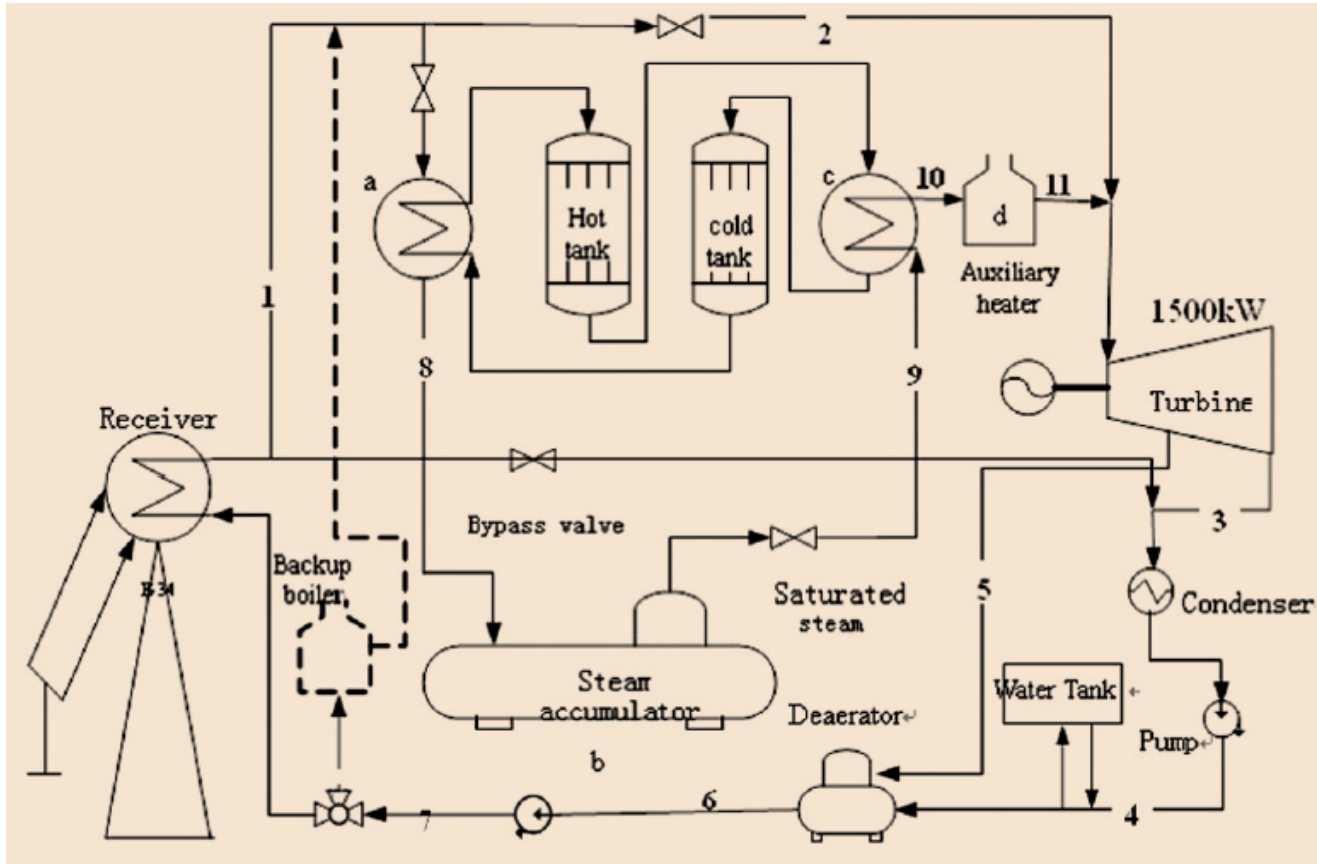 2
a
c
10
11
Hot
tank
cold
tank
d
Auxiliary
heater
1
1500kW
8
9
Turbine
Receiver
Bypass valve
3
Backup
boiler
5
Saturated
steam
Condenser
Steam
accumulator
Water Tank
Deaerator
Pump
b
6
7
4